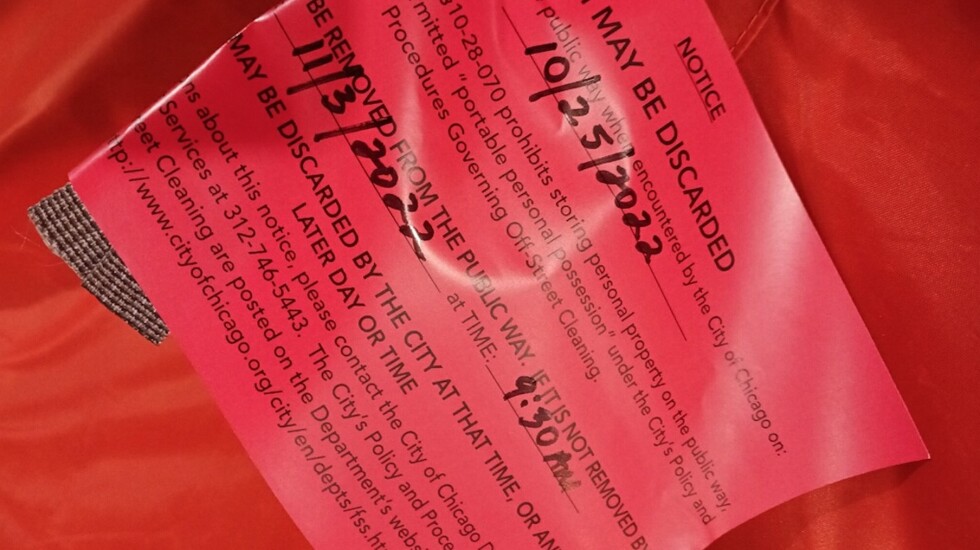 NOTICE
MAY BE DISCARDED
public way when encountered by the City of Chicago on:
10/25/2022
10-28-070 prohibits storing personal property on the public way.
mitted "portable personal Possession" under the City's Policy and
Procedures Governing Off-Street Cleaning.
BE REMOVED FROM THE PUBLIC WAY. IF IT IS NOT REMOVED B
11/3/2022 at TIME: 9:30 AM
MAY BE DISCARDED BY THE CITY AT THAT TIME, OR AN
LATER DAY OR TIME
ns about this notice, please contact the City of Chicago D
Services at 312-746-5443. The City's Policy and Proce
eet Cleaning are posted on the Department's webs
tp://www.cityofchicago.org/city/en/depts/fss.ht